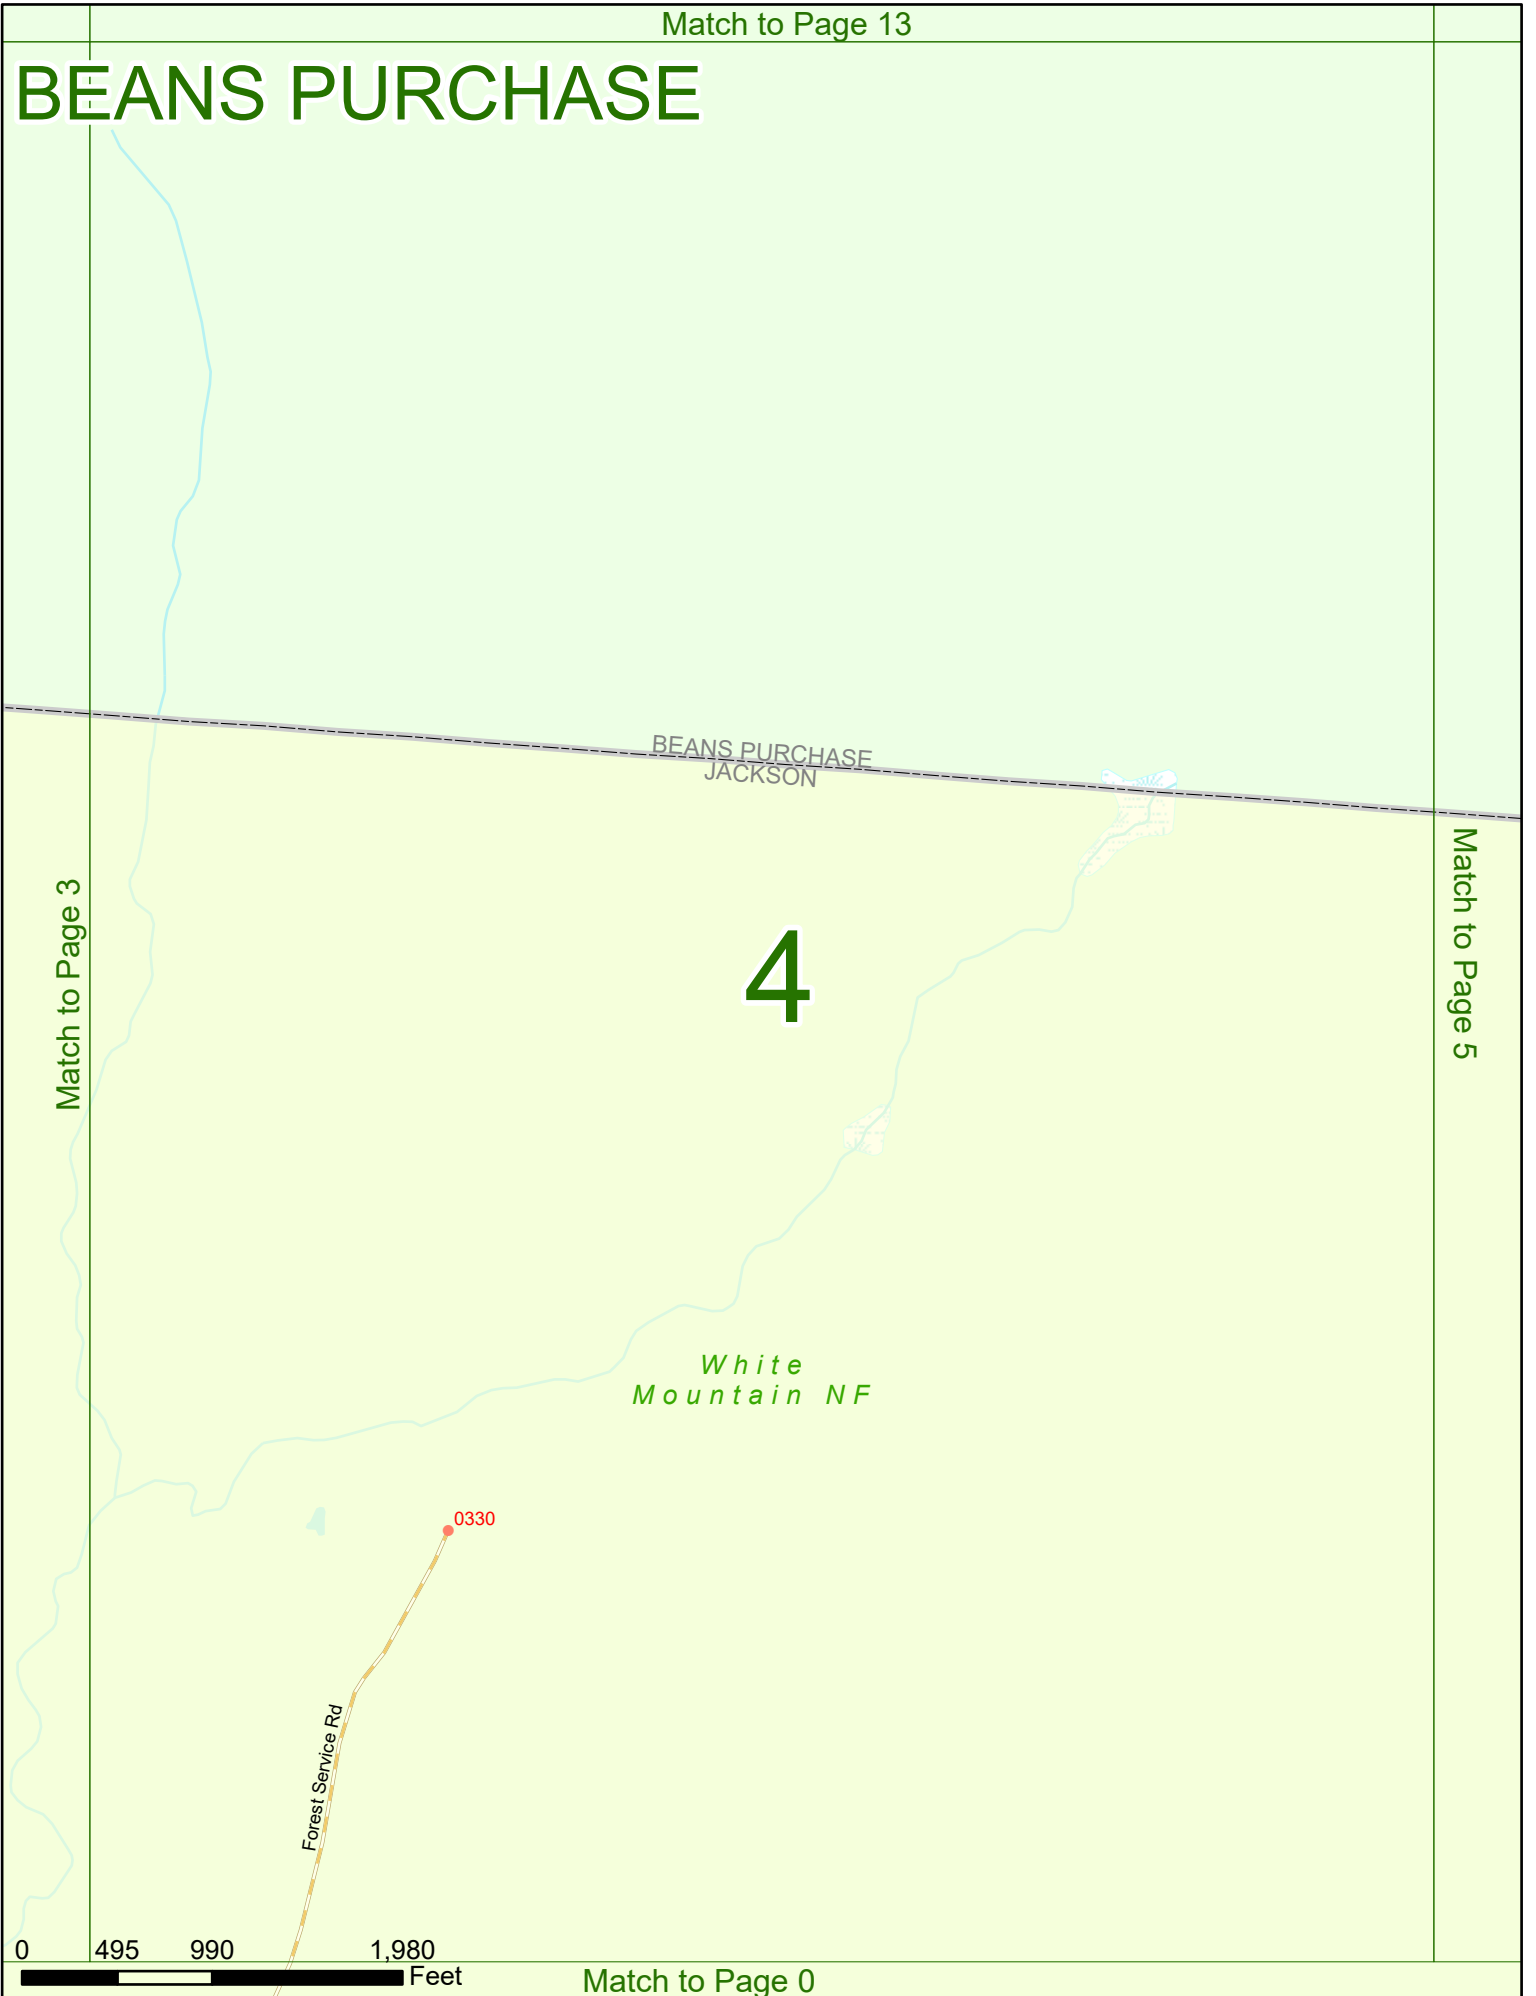 Match to Page 13
BEANS PURCHASE
BEANS PURCHASE
JACKSON
Match to Page 3
4
Match to Page 5
White
Mountain NF
0330
Forest Service Rd
0 495 990 1,980
Feet
Match to Page 0